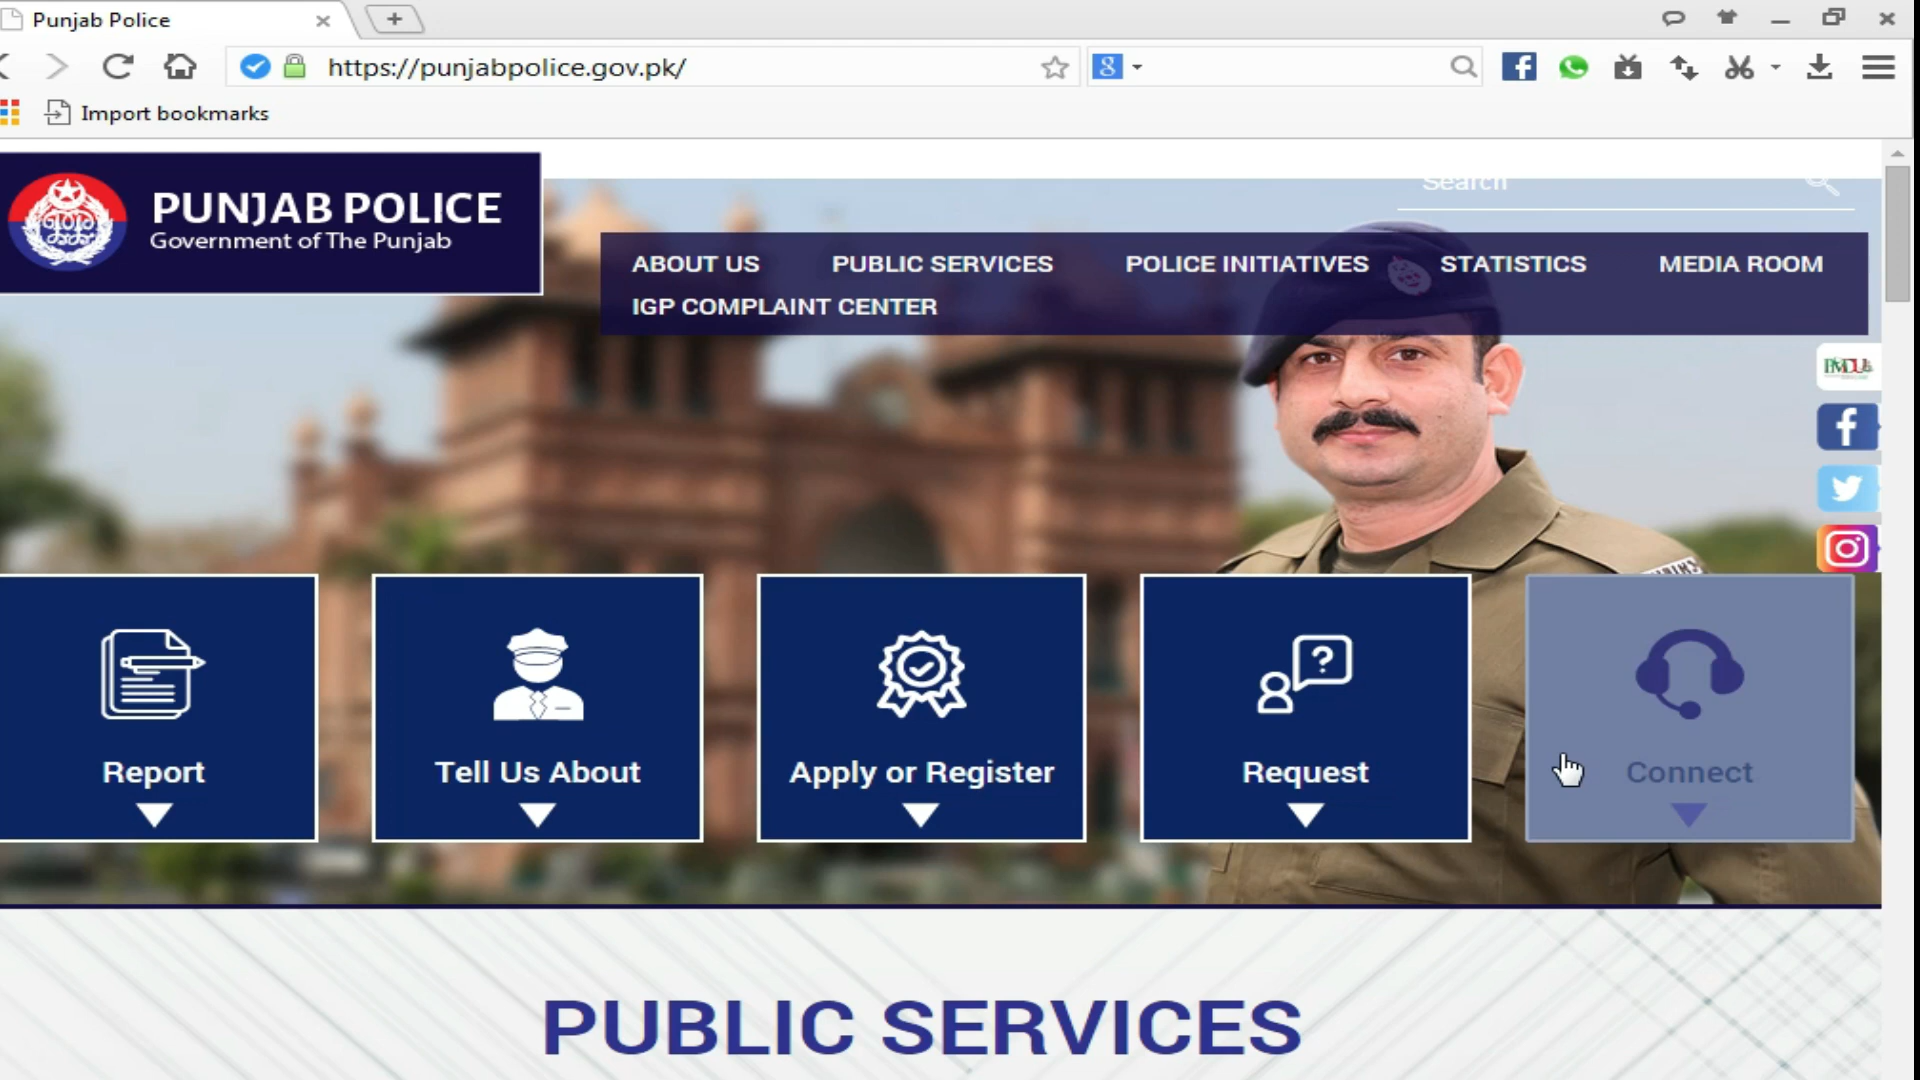 Punjab Police
https://punjabpolice.gov.pk/
Import bookmarks
PUNJAB POLICE
Government of The Punjab
Search
ABOUT US
PUBLIC SERVICES
POLICE INITIATIVES
STATISTICS
MEDIA ROOM
IGP COMPLAINT CENTER
Report
Tell Us About
Apply or Register
Request
Connect
PUBLIC SERVICES